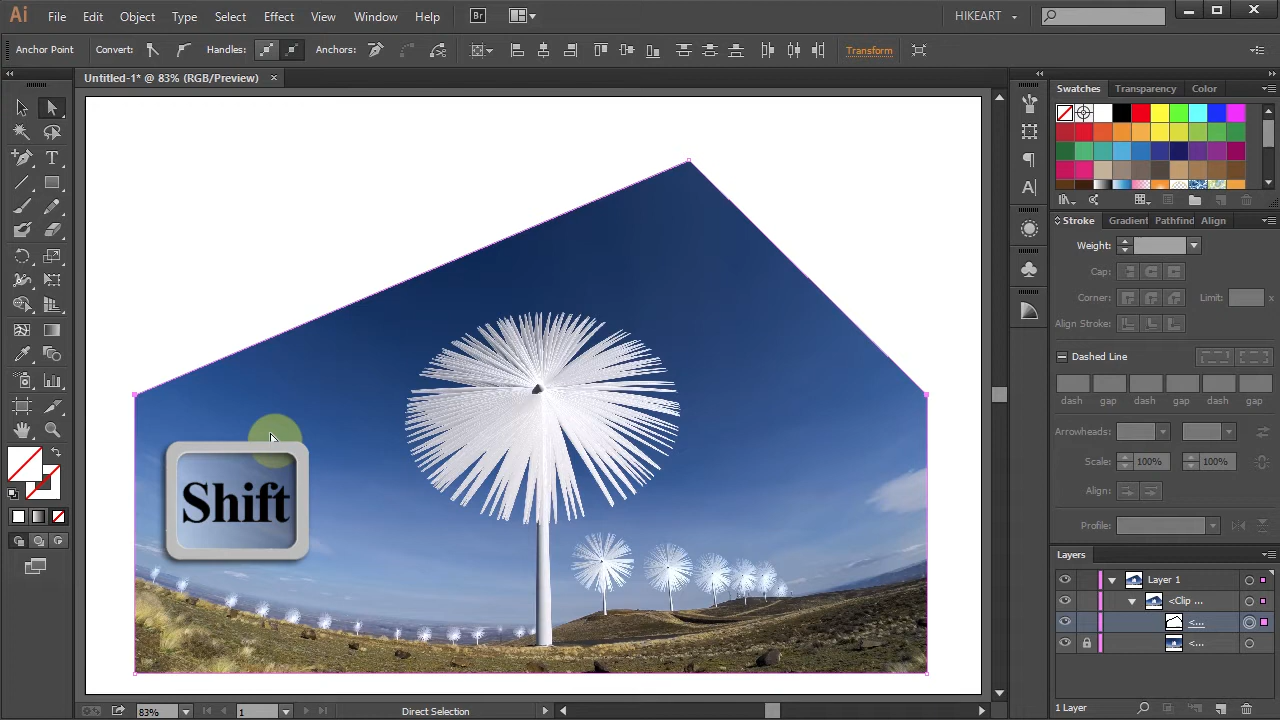 Ai File Edit Object Type Select Effect View Window Help Br HIKEART
Anchor Point Convert: Handles: Anchors: Transform
Untitled-1* @ 83% (RGB/Preview) ×
Swatches Transparency Color
Stroke Gradient Pathfind Align
Weight:
Cap:
Corner: Limit: x
Align Stroke:
Dashed Line
dash gap dash gap dash gap
Arrowheads:
Scale: 100% 100%
Align:
Profile:
Shift
Layers
Layer 1
<Clip ...
<...
<...
1 Layer
83% 1 Direct Selection